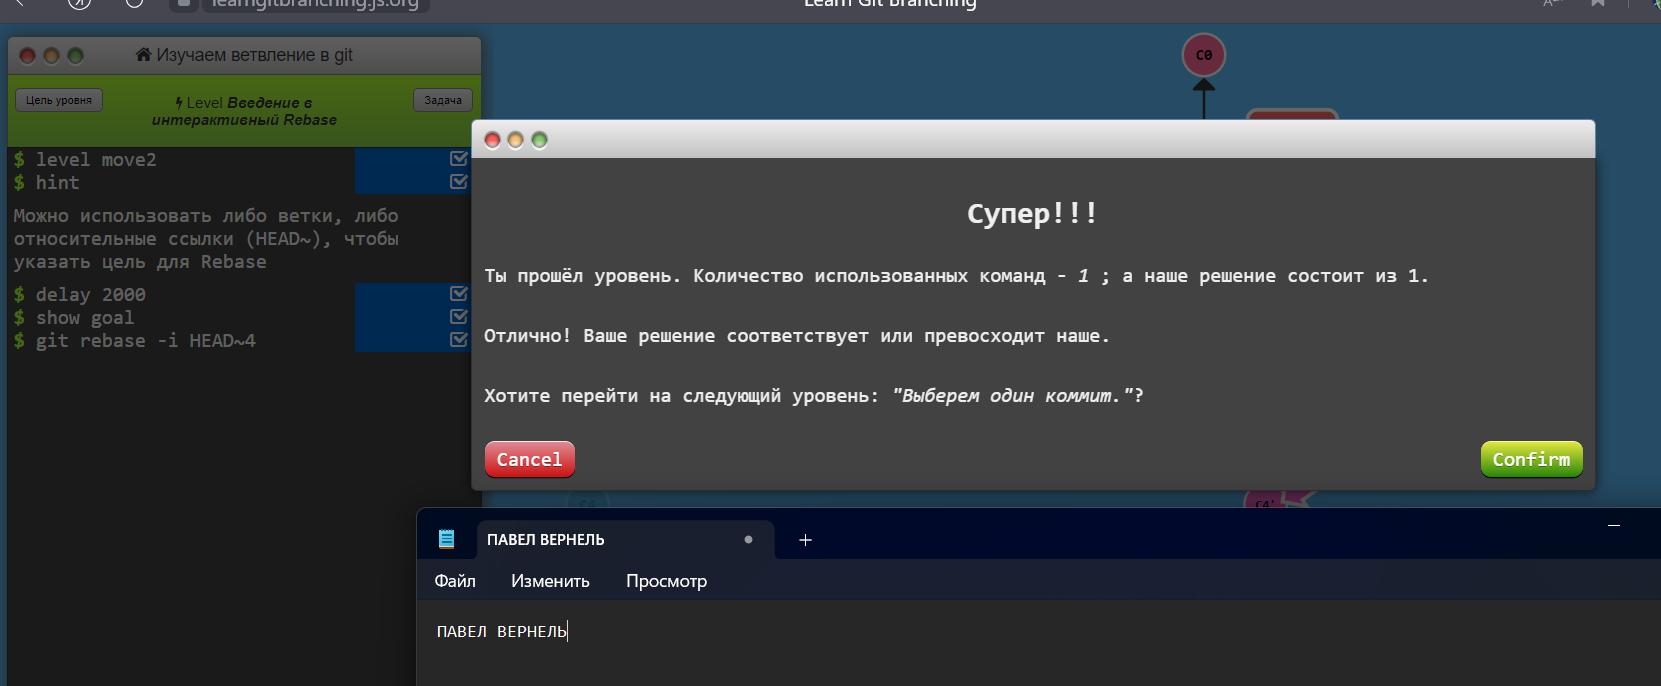 learngitbranching.js.org
Learn Git Branching
Изучаем ветвление в git
Цель уровня
Level Введение в
интерактивный Rebase
Задача
C0
$ level move2
$ hint
Можно использовать либо ветки, либо
относительные ссылки (HEAD~), чтобы
указать цель для Rebase
$ delay 2000
$ show goal
$ git rebase -i HEAD~4
Супер!!!
Ты прошёл уровень. Количество использованных команд - 1 ; а наше решение состоит из 1.
Отлично! Ваше решение соответствует или превосходит наше.
Хотите перейти на следующий уровень: "Выберем один коммит."?
Cancel
Confirm
C4'
ПАВЕЛ ВЕРНЕЛЬ
Файл Изменить Просмотр
ПАВЕЛ ВЕРНЕЛЬ